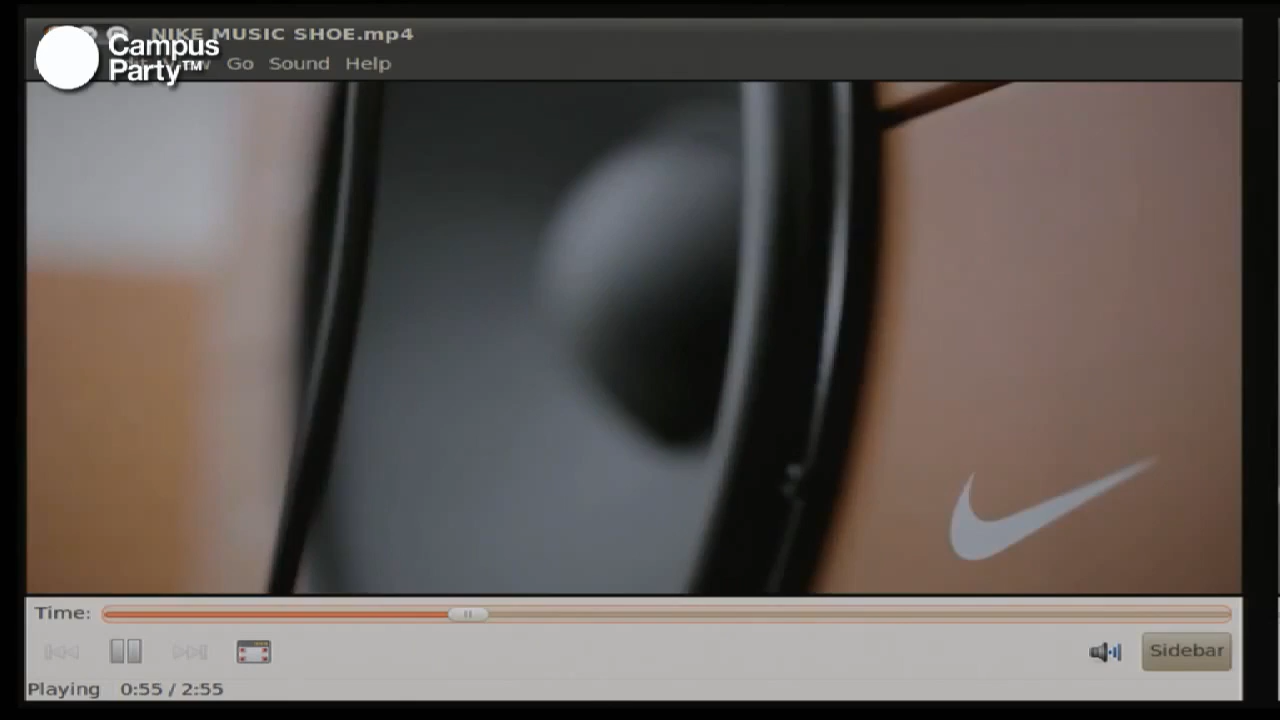 NIKE MUSIC SHOE.mp4
Campus
Party™
Go Sound Help
Time:
Sidebar
Playing 0:55 / 2:55